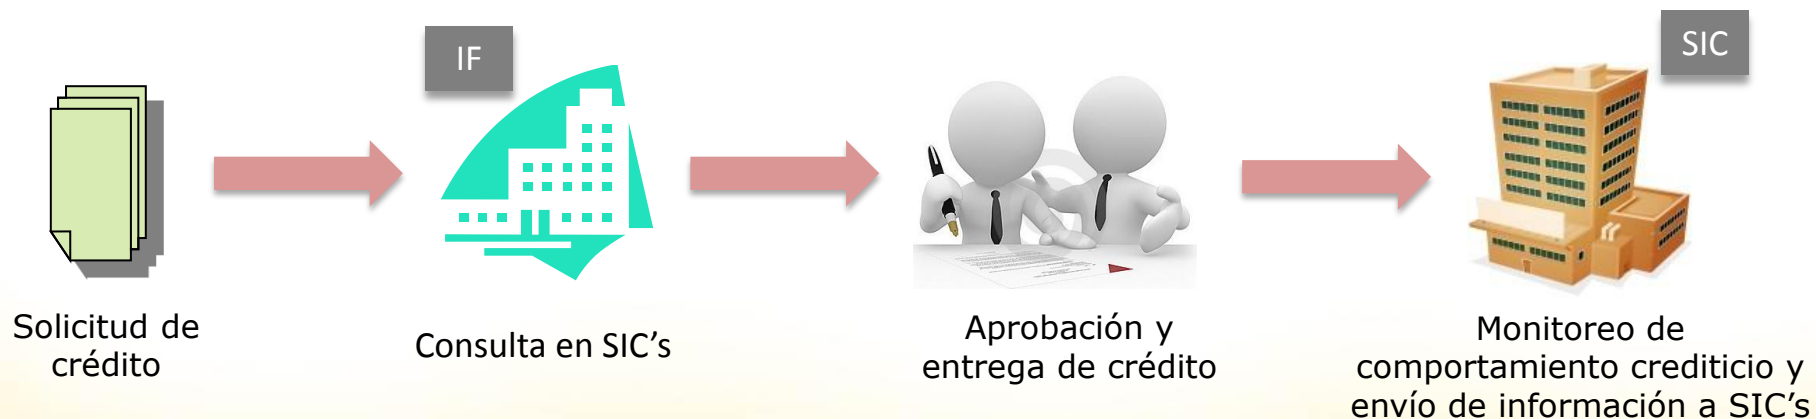 IF
SIC
Solicitud de
crédito
Consulta en SIC’s
Aprobación y
entrega de crédito
Monitoreo de
comportamiento crediticio y
envío de información a SIC’s